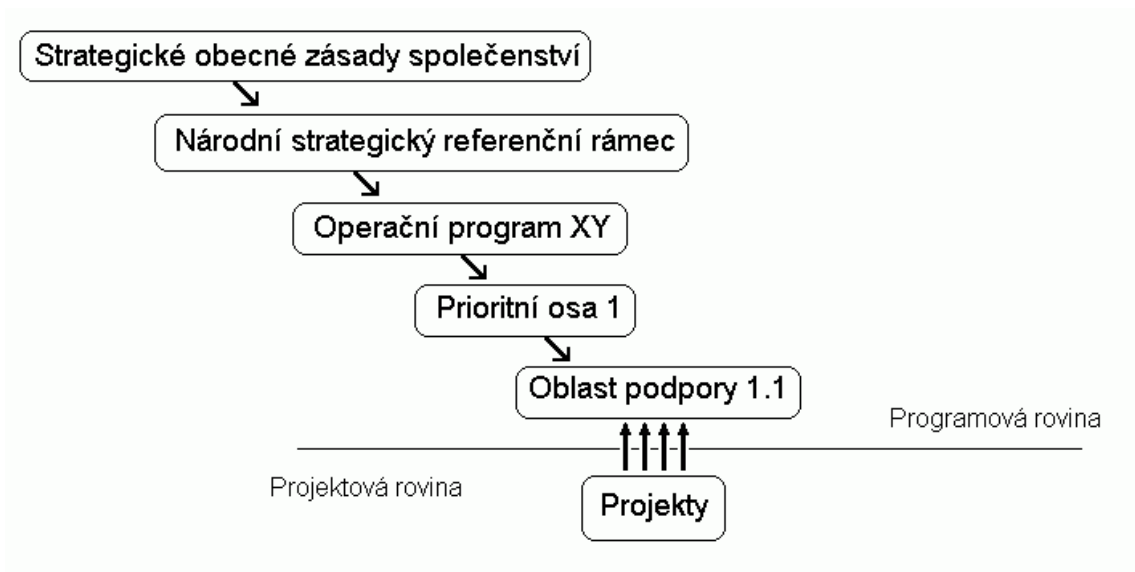 Strategické obecné zásady společenství
Národní strategický referenční rámec
Operační program XY
Prioritní osa 1
Oblast podpory 1.1
Programová rovina
Projektová rovina
Projekty